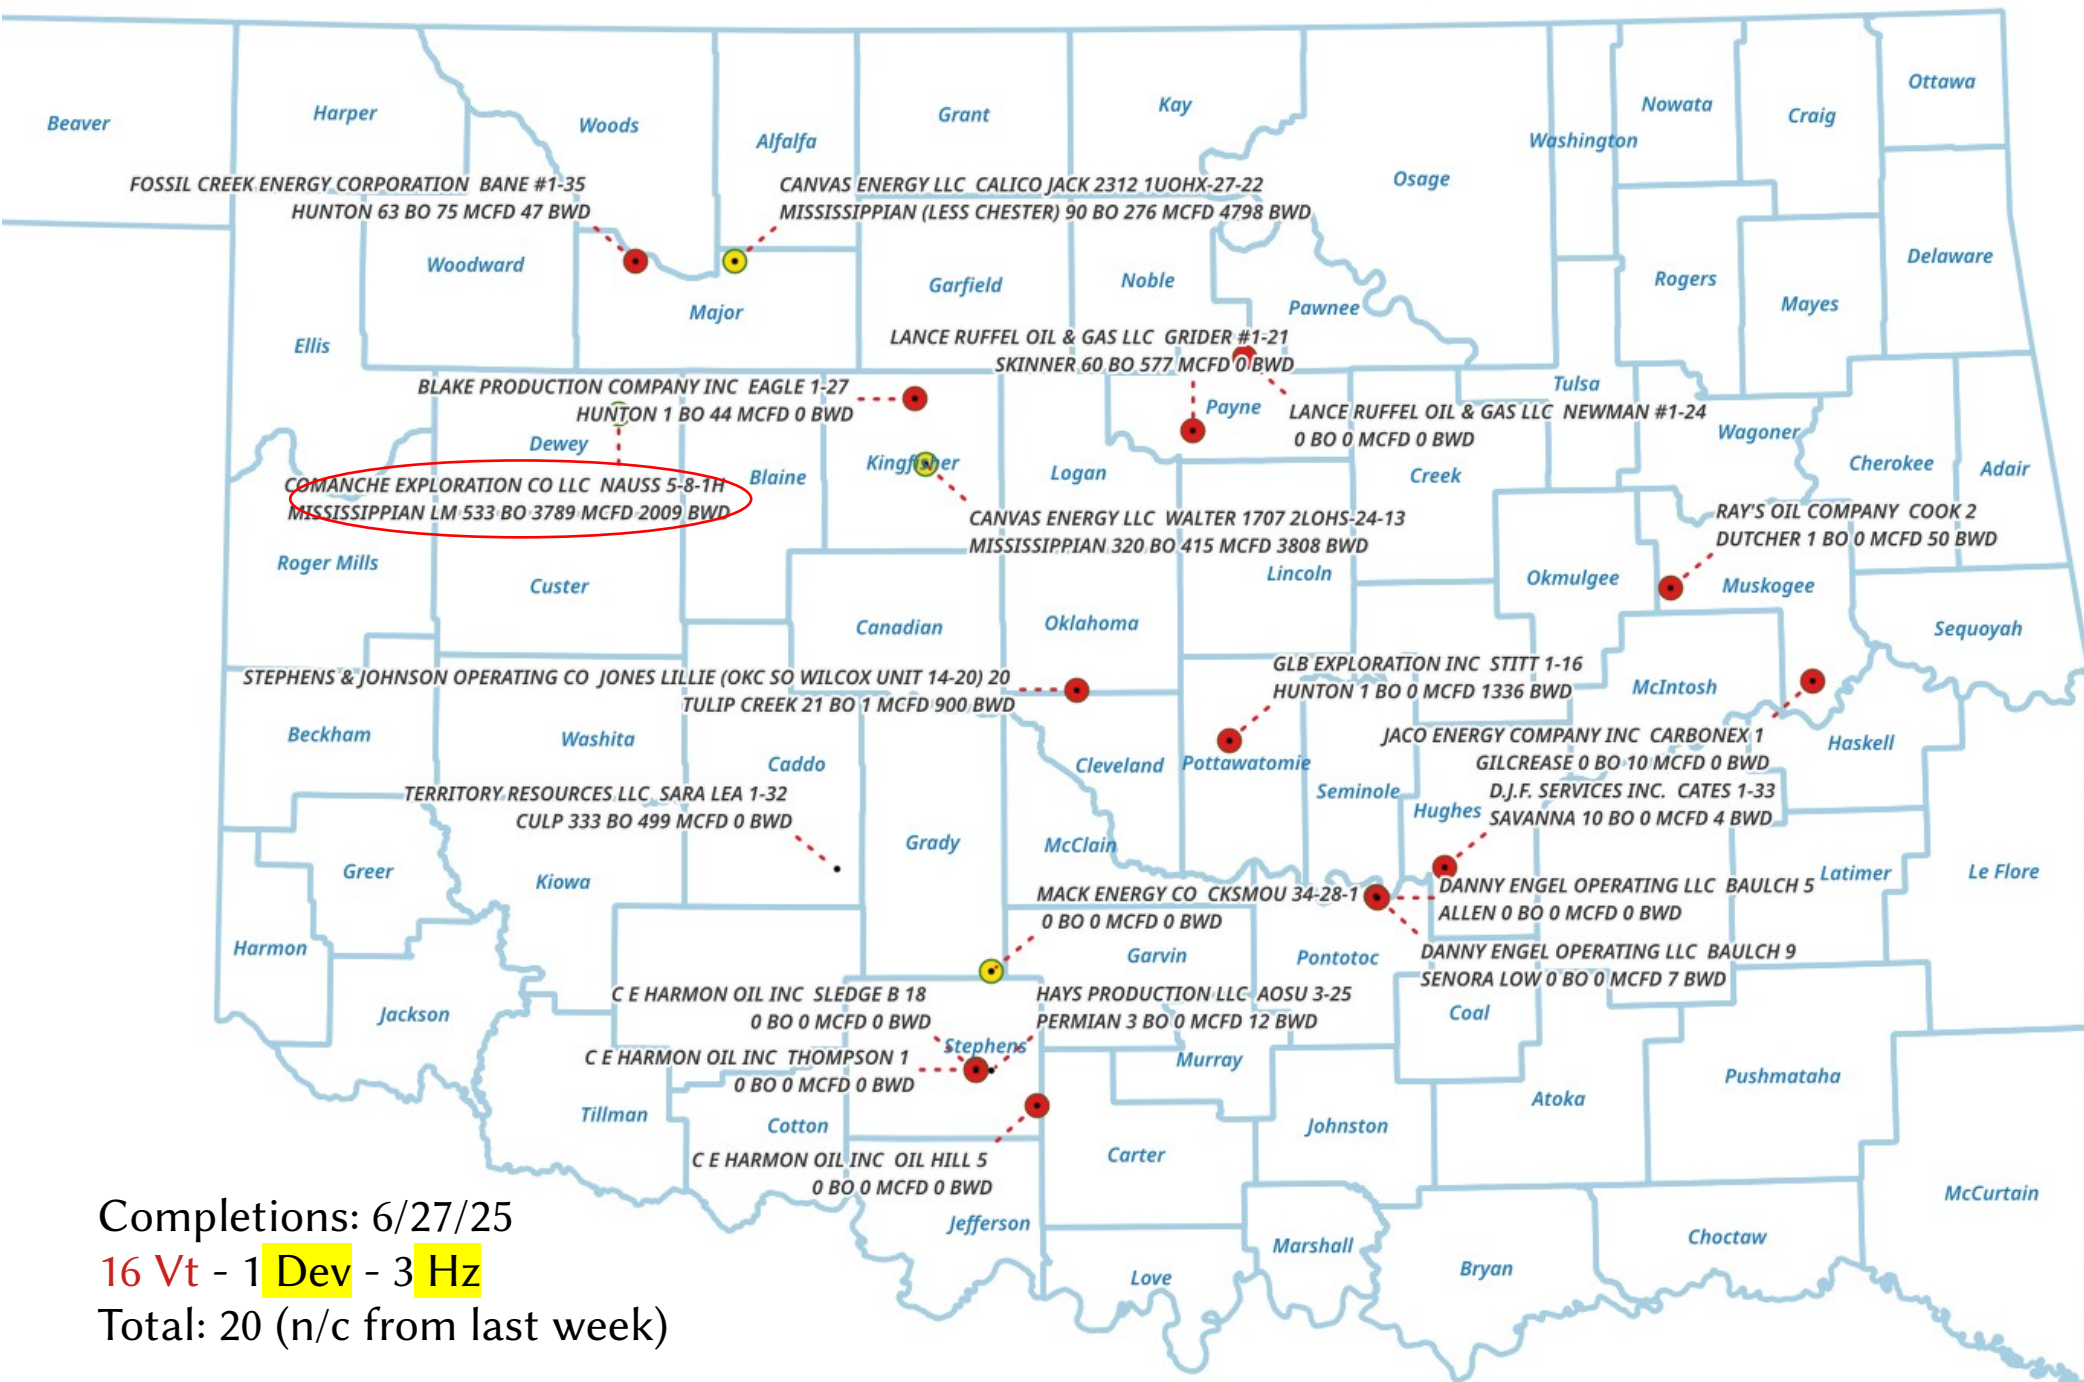 Ottawa
Beaver
Harper
Woods
Alfalfa
Grant
Kay
Osage
Washington
Nowata
Craig
FOSSIL CREEK ENERGY CORPORATION BANE #1-35
HUNTON 63 BO 75 MCFD 47 BWD
CANVAS ENERGY LLC CALICO JACK 2312 1UOHX-27-22
MISSISSIPPIAN (LESS CHESTER) 90 BO 276 MCFD 4798 BWD
Woodward
Major
Garfield
Noble
Pawnee
Rogers
Mayes
Delaware
Ellis
LANCE RUFFEL OIL & GAS LLC GRIDER #1-21
SKINNER 60 BO 577 MCFD 0 BWD
BLAKE PRODUCTION COMPANY INC EAGLE 1-27
HUNTON 1 BO 44 MCFD 0 BWD
Payne
LANCE RUFFEL OIL & GAS LLC NEWMAN #1-24
0 BO 0 MCFD 0 BWD
Tulsa
Wagoner
Cherokee
Adair
Dewey
Blaine
Kingfisher
Logan
Creek
COMANCHE EXPLORATION CO LLC NAUSS 5-8-1H
MISSISSIPPIAN LM 533 BO 3789 MCFD 2009 BWD
CANVAS ENERGY LLC WALTER 1707 2LOHS-24-13
MISSISSIPPIAN 320 BO 415 MCFD 3808 BWD
RAY'S OIL COMPANY COOK 2
DUTCHER 1 BO 0 MCFD 50 BWD
Roger Mills
Custer
Canadian
Oklahoma
Lincoln
Okmulgee
Muskogee
Sequoyah
STEPHENS & JOHNSON OPERATING CO JONES LILLIE (OKC SO WILCOX UNIT 14-20) 20
TULIP CREEK 21 BO 1 MCFD 900 BWD
GLB EXPLORATION INC STITT 1-16
HUNTON 1 BO 0 MCFD 1336 BWD
McIntosh
Beckham
Washita
Caddo
Cleveland
Pottawatomie
Seminole
Hughes
Haskell
JACO ENERGY COMPANY INC CARBONEX 1
GILCREASE 0 BO 10 MCFD 0 BWD
D.J.F. SERVICES INC. CATES 1-33
SAVANNA 10 BO 0 MCFD 4 BWD
TERRITORY RESOURCES LLC SARA LEA 1-32
CULP 333 BO 499 MCFD 0 BWD
Greer
Kiowa
Grady
McClain
Latimer
Le Flore
MACK ENERGY CO CKSMOU 34-28-1
0 BO 0 MCFD 0 BWD
DANNY ENGEL OPERATING LLC BAULCH 5
ALLEN 0 BO 0 MCFD 0 BWD
DANNY ENGEL OPERATING LLC BAULCH 9
SENORA LOW 0 BO 0 MCFD 7 BWD
Harmon
Jackson
Garvin
Pontotoc
Coal
C E HARMON OIL INC SLEDGE B 18
0 BO 0 MCFD 0 BWD
HAYS PRODUCTION LLC AOSU 3-25
PERMIAN 3 BO 0 MCFD 12 BWD
Stephens
C E HARMON OIL INC THOMPSON 1
0 BO 0 MCFD 0 BWD
Murray
Pushmataha
Atoka
Tillman
Cotton
Johnston
Carter
C E HARMON OIL INC OIL HILL 5
0 BO 0 MCFD 0 BWD
Jefferson
McCurtain
Choctaw
Marshall
Bryan
Love
Completions: 6/27/25
16 Vt - 1 Dev - 3 Hz
Total: 20 (n/c from last week)